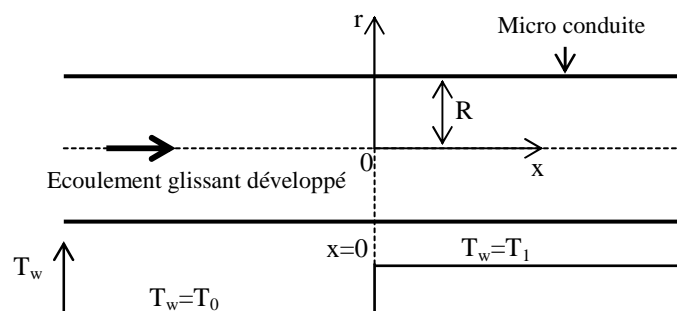 r
Micro conduite
R
0
x
Ecoulement glissant développé
x=0
T_w=T_1
T_w
T_w=T_0